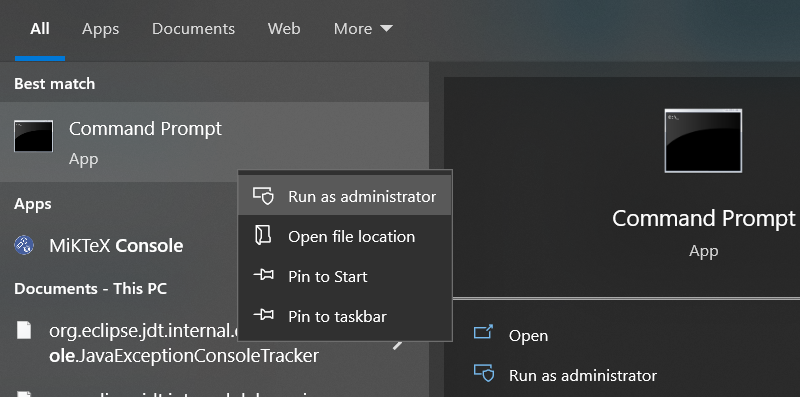 All Apps Documents Web More
Best match
Command Prompt
App
Apps
MiKTeX Console
Documents - This PC
org.eclipse.jdt.internal.
ole.JavaExceptionConsoleTracker
Run as administrator
Open file location
Pin to Start
Pin to taskbar
Command Prompt
App
Open
Run as administrator